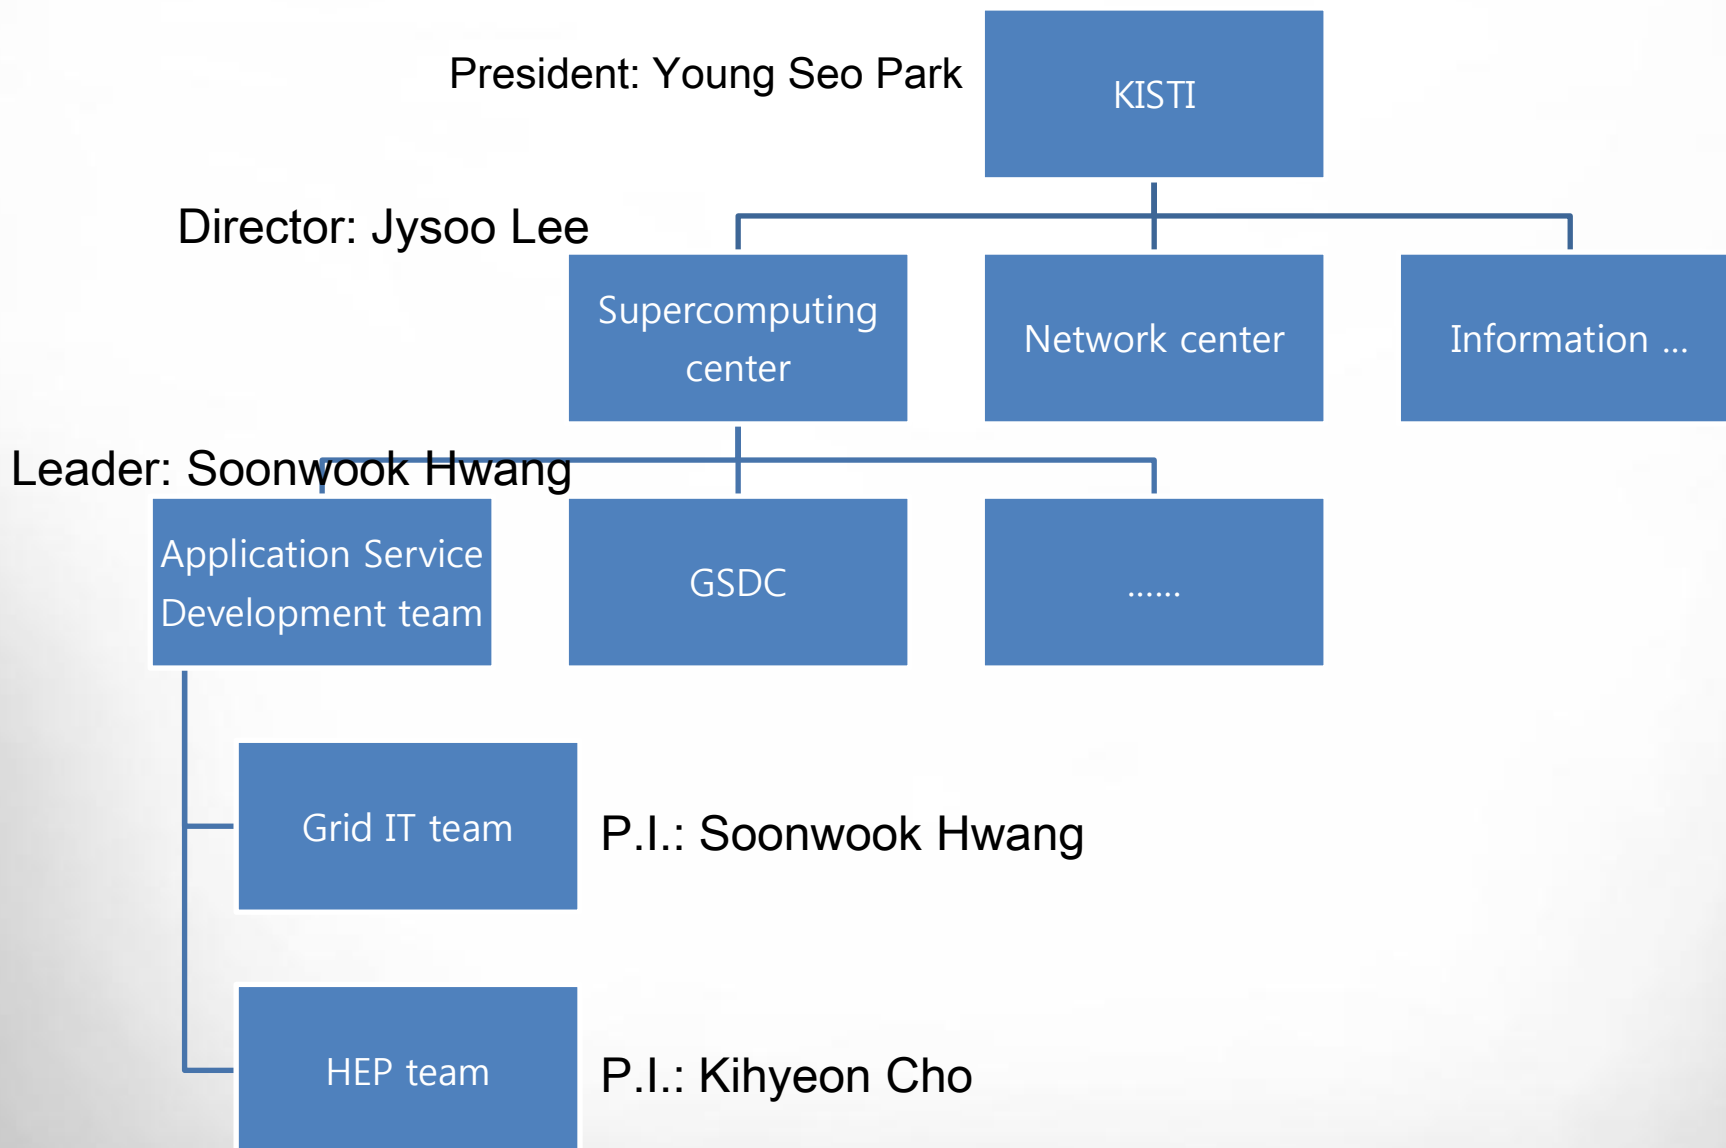 President: Young Seo Park
KISTI
Director: Jysoo Lee
Supercomputing
center
Network center
Information ...
Leader: Soonwook Hwang
Application Service
Development team
GSDC
......
Grid IT team
P.I.: Soonwook Hwang
HEP team
P.I.: Kihyeon Cho